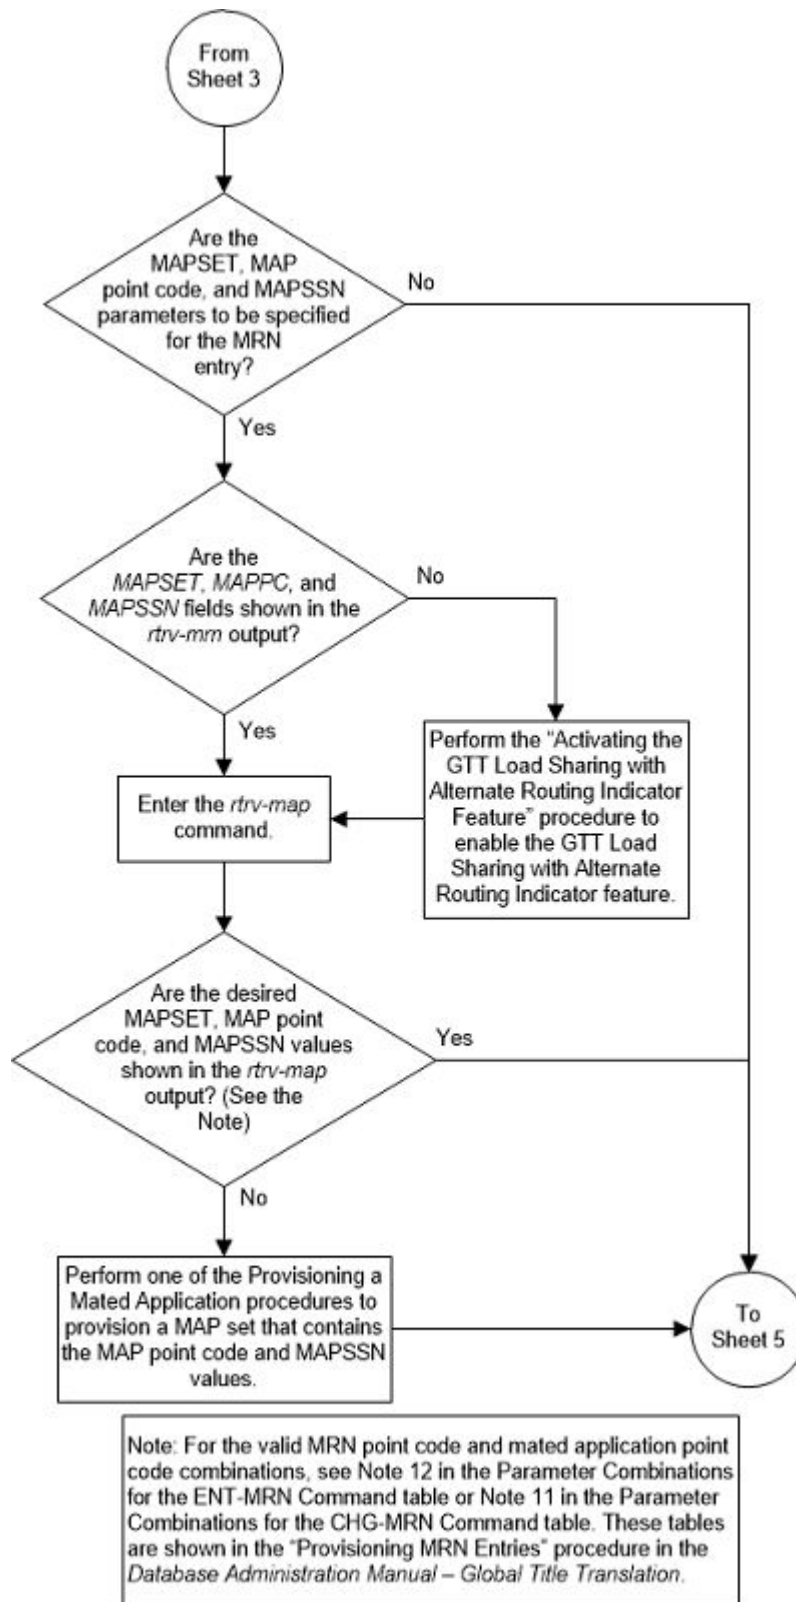 From
Sheet 3
Are the
MAPSET, MAP
point code, and MAPSSN
parameters to be specified
for the MRN
entry?
No
Yes
Are the
MAPSET, MAPPC, and
MAPSSN fields shown in the
rtrv-mrn output?
No
Yes
Perform the “Activating the
GTT Load Sharing with
Alternate Routing Indicator
Feature” procedure to
enable the GTT Load
Sharing with Alternate
Routing Indicator feature.
Enter the rtrv-map
command.
Are the desired
MAPSET, MAP point
code, and MAPSSN values
shown in the rtrv-map
output? (See the
Note)
Yes
No
Perform one of the Provisioning a
Mated Application procedures to
provision a MAP set that contains
the MAP point code and MAPSSN
values.
To
Sheet 5
Note: For the valid MRN point code and mated application point
code combinations, see Note 12 in the Parameter Combinations
for the ENT-MRN Command table or Note 11 in the Parameter
Combinations for the CHG-MRN Command table. These tables
are shown in the “Provisioning MRN Entries” procedure in the
Database Administration Manual – Global Title Translation.